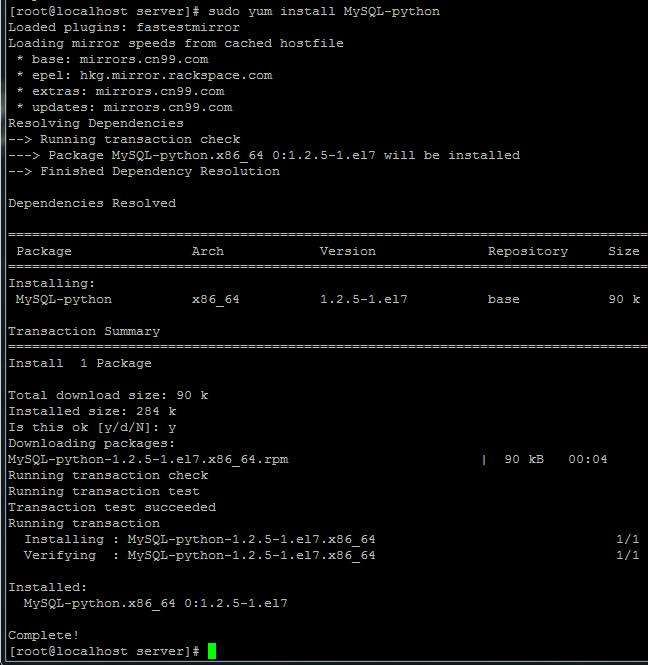 [root@localhost server]# sudo yum install MySQL-python
Loaded plugins: fastestmirror
Loading mirror speeds from cached hostfile
 * base: mirrors.cn99.com
 * epel: hkg.mirror.rackspace.com
 * extras: mirrors.cn99.com
 * updates: mirrors.cn99.com
Resolving Dependencies
--> Running transaction check
---> Package MySQL-python.x86_64 0:1.2.5-1.el7 will be installed
--> Finished Dependency Resolution

Dependencies Resolved

================================================================================
 Package          Arch            Version              Repository     Size
================================================================================
Installing:
 MySQL-python          x86_64          1.2.5-1.el7          base           90 k

Transaction Summary
================================================================================
Install  1 Package

Total download size: 90 k
Installed size: 284 k
Is this ok [y/d/N]: y
Downloading packages:
MySQL-python-1.2.5-1.el7.x86_64.rpm                        |  90 kB   00:04
Running transaction check
Running transaction test
Transaction test succeeded
Running transaction
  Installing : MySQL-python-1.2.5-1.el7.x86_64                              1/1
  Verifying  : MySQL-python-1.2.5-1.el7.x86_64                              1/1

Installed:
  MySQL-python.x86_64 0:1.2.5-1.el7

Complete!
[root@localhost server]#